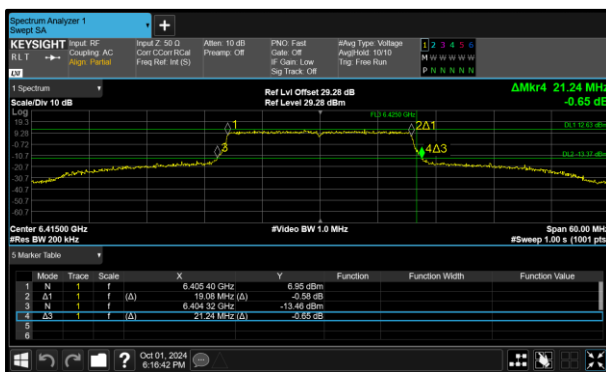 Spectrum Analyzer 1
Swept SA
+
KEYSIGHT Input: RF Input Z: 50 Ω Atten: 10 dB PNO: Fast #Avg Type: Voltage 1 2 3 4 5 6
R L T Coupling: AC Corr CCorr RCal Preamp: Off Gate: Off Avg|Hold: 10/10 M W W W W W
Align: Partial Freq Ref: Int (S) IF Gain: Low Trig: Free Run
Sig Track: Off P N N N N N
LXI
1 Spectrum Ref Lvl Offset 29.28 dB ΔMkr4 21.24 MHz
Scale/Div 10 dB Ref Level 29.28 dBm -0.65 dB
Log
19.3 FLD 6.4250 GHz
9.28 1 2Δ1 DL1 12.63 dB
-0.72
-10.7 3 4Δ3 DL2 -13.37 dB
-20.7
-30.7
-40.7
-50.7
-60.7
Center 6.41500 GHz #Video BW 1.0 MHz Span 60.00 MHz
#Res BW 200 kHz #Sweep 1.00 s (1001 pts
5 Marker Table
Mode Trace Scale X Y Function Function Width Function Value
1 N 1 f 6.405 40 GHz 6.95 dBm
2 Δ1 1 f (Δ) 19.08 MHz (Δ) -0.58 dB
3 N 1 f 6.404 32 GHz -13.46 dBm
4 Δ3 1 f (Δ) 21.24 MHz (Δ) -0.65 dB
5
6
? Oct 01, 2024
6:16:42 PM